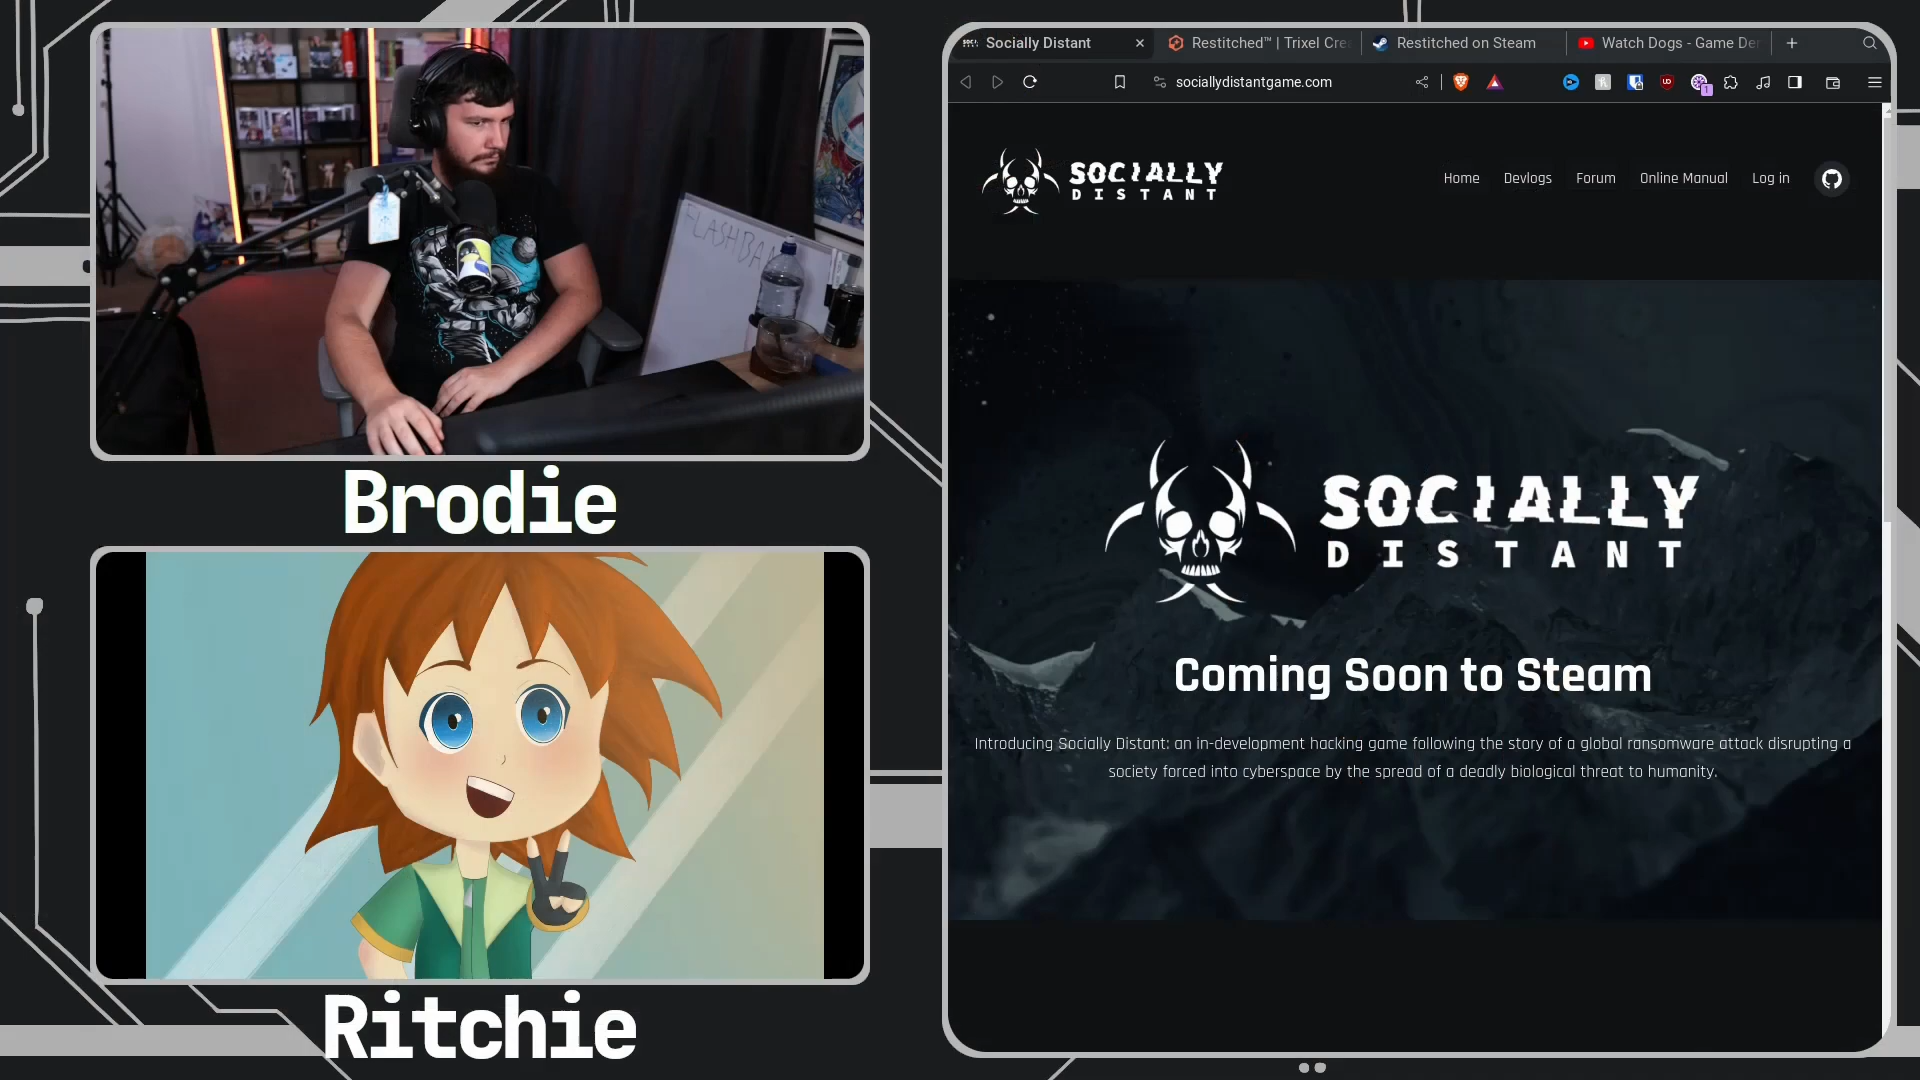 FLASHBA
Brodie
Ritchie
Socially Distant
Restitched™ | Trixel Cre
Restitched on Steam
Watch Dogs - Game De
sociallydistantgame.com
1
SOCIALLY
DISTANT
Home
Devlogs
Forum
Online Manual
Log in
SOCIALLY
DISTANT
Coming Soon to Steam
Introducing Socially Distant: an in-development hacking game following the story of a global ransomware attack disrupting a
society forced into cyberspace by the spread of a deadly biological threat to humanity.